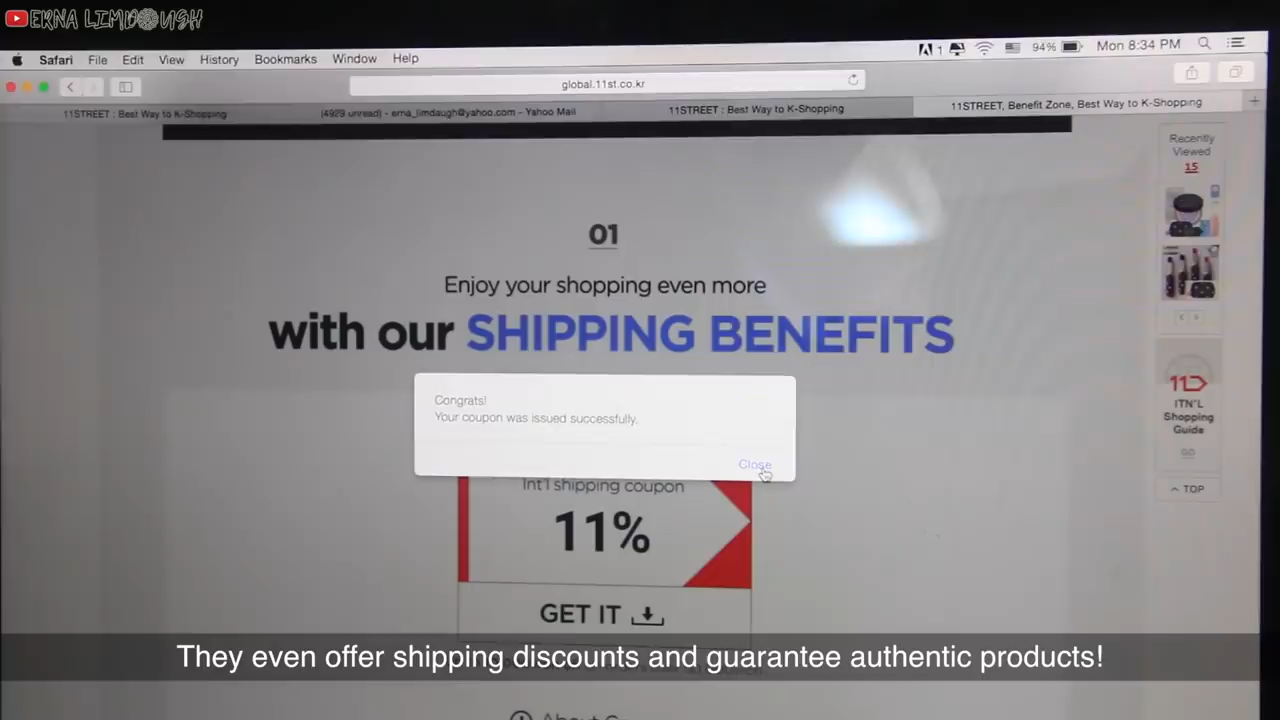 ERNA LIMDOUGH
Safari File Edit View History Bookmarks Window Help
1 94% Mon 8:34 PM
global.11st.co.kr
11STREET : Best Way to K-Shopping
(4929 unread) - erna_limdaugh@yahoo.com - Yahoo Mail
11STREET : Best Way to K-Shopping
11STREET, Benefit Zone, Best Way to K-Shopping
Recently
Viewed
15
01
Enjoy your shopping even more
with our SHIPPING BENEFITS
Congrats!
Your coupon was issued successfully.
Close
Int'l shipping coupon
11%
GET IT
11
ITN'L
Shopping
Guide
GO
TOP
They even offer shipping discounts and guarantee authentic products!
About